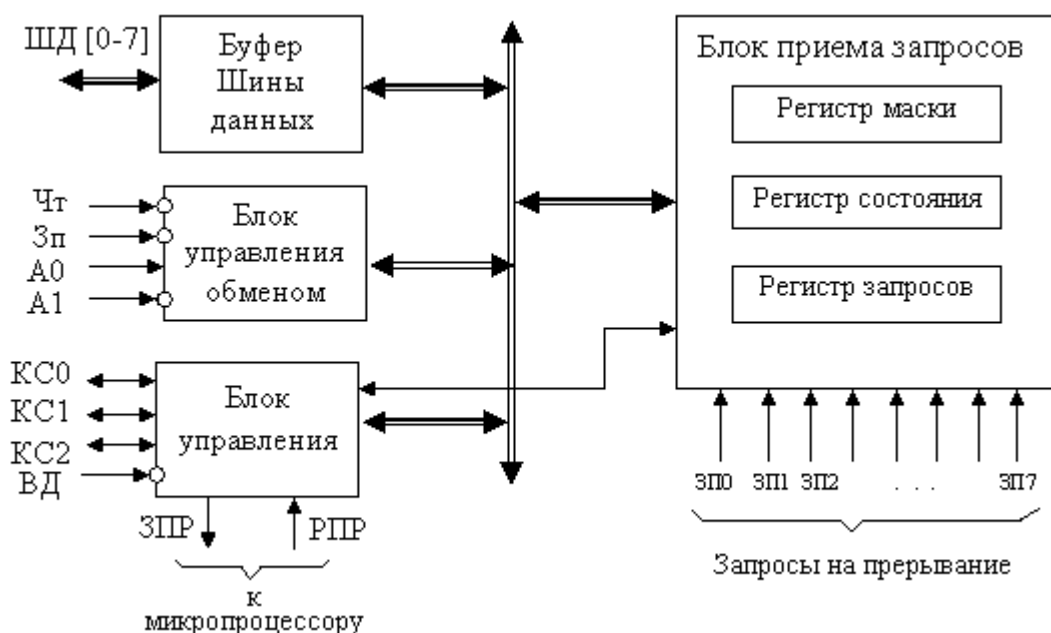 ШД [0-7]
Буфер
Шины
данных
Чт
Зп
А0
А1
Блок
управления
обменом
КС0
КС1
КС2
ВД
Блок
управления
ЗПР
РПР
к
микропроцессору
Блок приема запросов
Регистр маски
Регистр состояния
Регистр запросов
ЗП0 ЗП1 ЗП2 . . . ЗП7
Запросы на прерывание